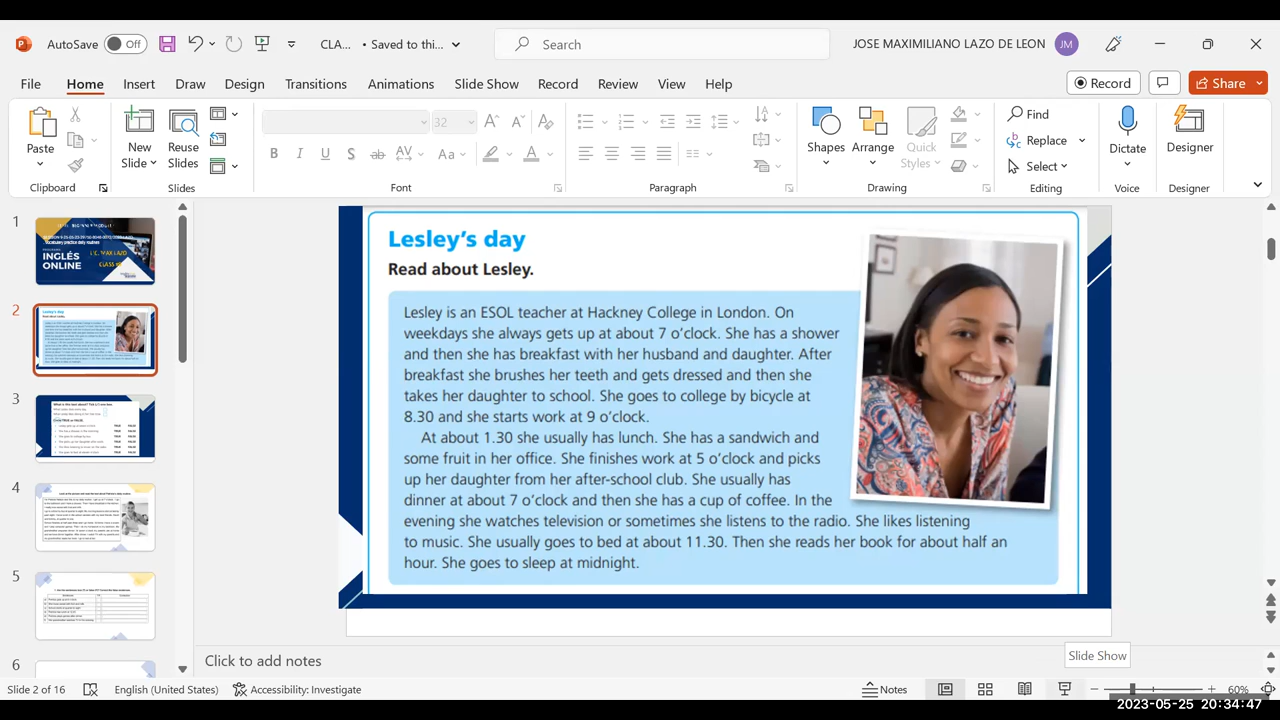 AutoSave Off CLA... • Saved to thi... Search JOSE MAXIMILIANO LAZO DE LEON JM
File Home Insert Draw Design Transitions Animations Slide Show Record Review View Help Record Share
Paste New Slide Reuse Slides 32 Shapes Arrange Quick Styles Find Replace Select Dictate Designer
Clipboard Slides Font Paragraph Drawing Editing Voice Designer
1
INGLÉS
ONLINE
2
3
4
5
6
Lesley's day
Read about Lesley.
Lesley is an ESOL teacher at Hackney College in London. On
weekdays she always gets up at about 7 o'clock. She has a shower
and then she has breakfast with her husband and daughter. After
breakfast she brushes her teeth and gets dressed and then she
takes her daughter to school. She goes to college by bicycle at
8.30 and she starts work at 9 o'clock.
At about 1.30 she usually has lunch. She has a sandwich and
some fruit in her office. She finishes work at 5 o'clock and picks
up her daughter from her after-school club. She usually has
dinner at about 7 o'clock and then she has a cup of coffee. In the
evening she watches television or sometimes she listens to the radio. She likes listening
to music. She usually goes to bed at about 11.30. Then she reads her book for about half an
hour. She goes to sleep at midnight.
Click to add notes
Slide Show
Slide 2 of 16 English (United States) Accessibility: Investigate Notes 60%
2023-05-25 20:34:47